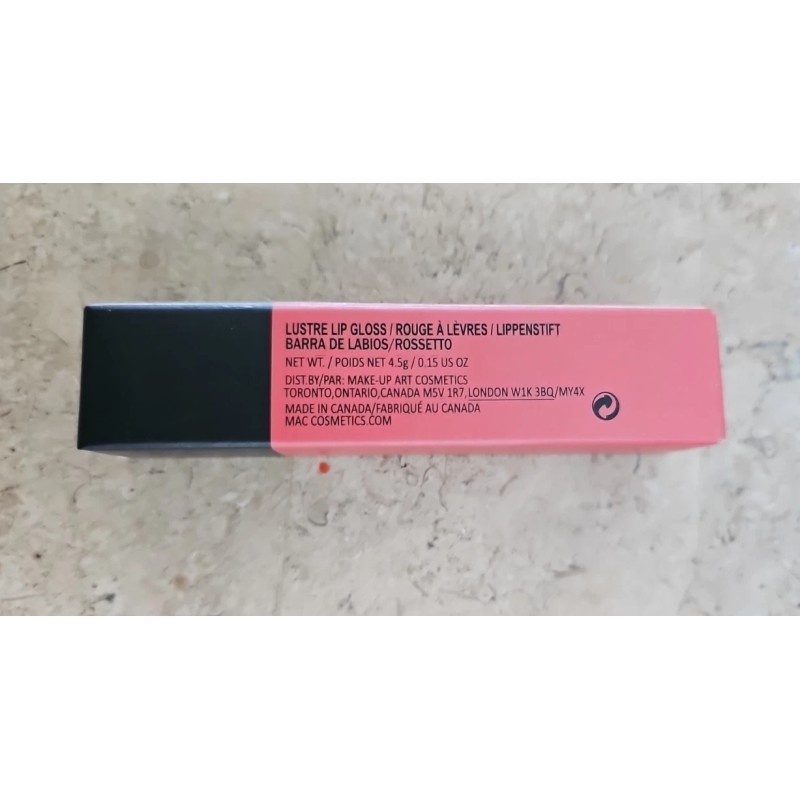 LUSTRE LIP GLOSS / ROUGE À LÈVRES / LIPPENSTIFT
BARRA DE LABIOS/ROSSETTO
NET WT. / POIDS NET 4.5g / 0.15 US OZ
DIST.BY/PAR: MAKE-UP ART COSMETICS
TORONTO,ONTARIO,CANADA M5V 1R7,LONDON W1K 3BQ/MY4X
MADE IN CANADA/FABRIQUÉ AU CANADA
MAC COSMETICS.COM